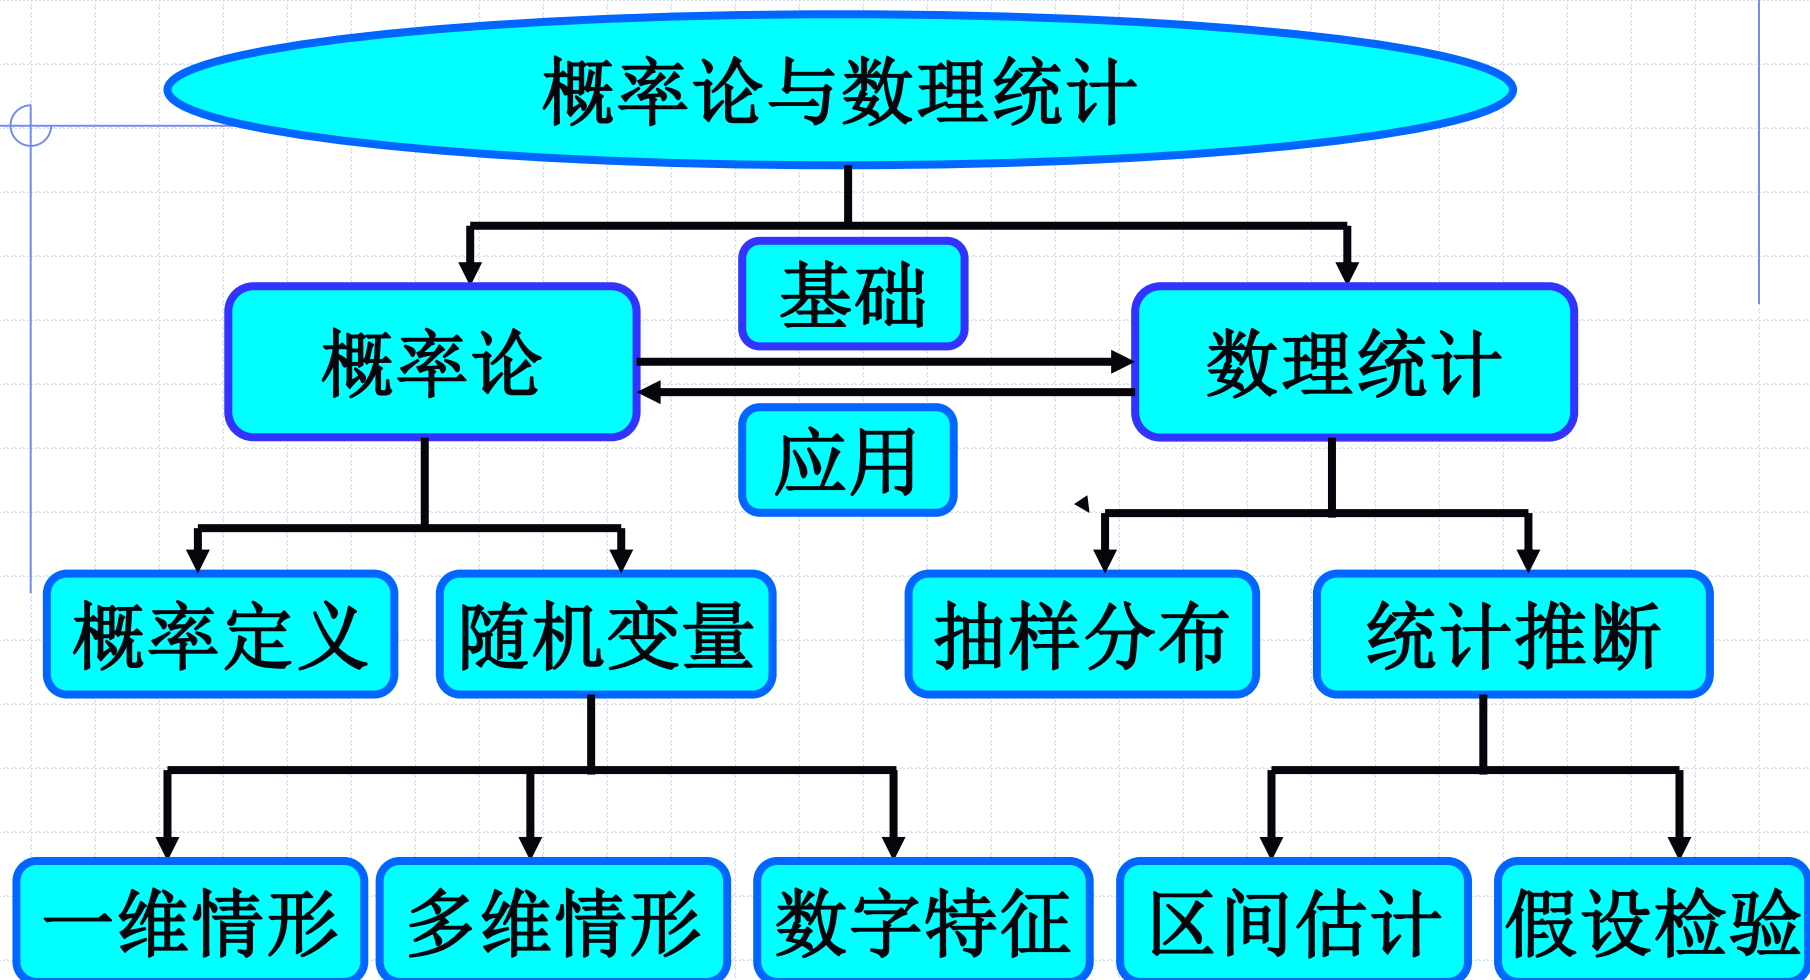 概率论与数理统计
基础
概率论
数理统计
应用
概率定义
随机变量
抽样分布
统计推断
一维情形
多维情形
数字特征
区间估计
假设检验